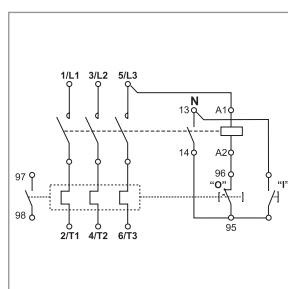 1/L1 3/L2 5/L3
N
13 A1
14 A2
97 96
"O" "I"
98 95
2/T1 4/T2 6/T3